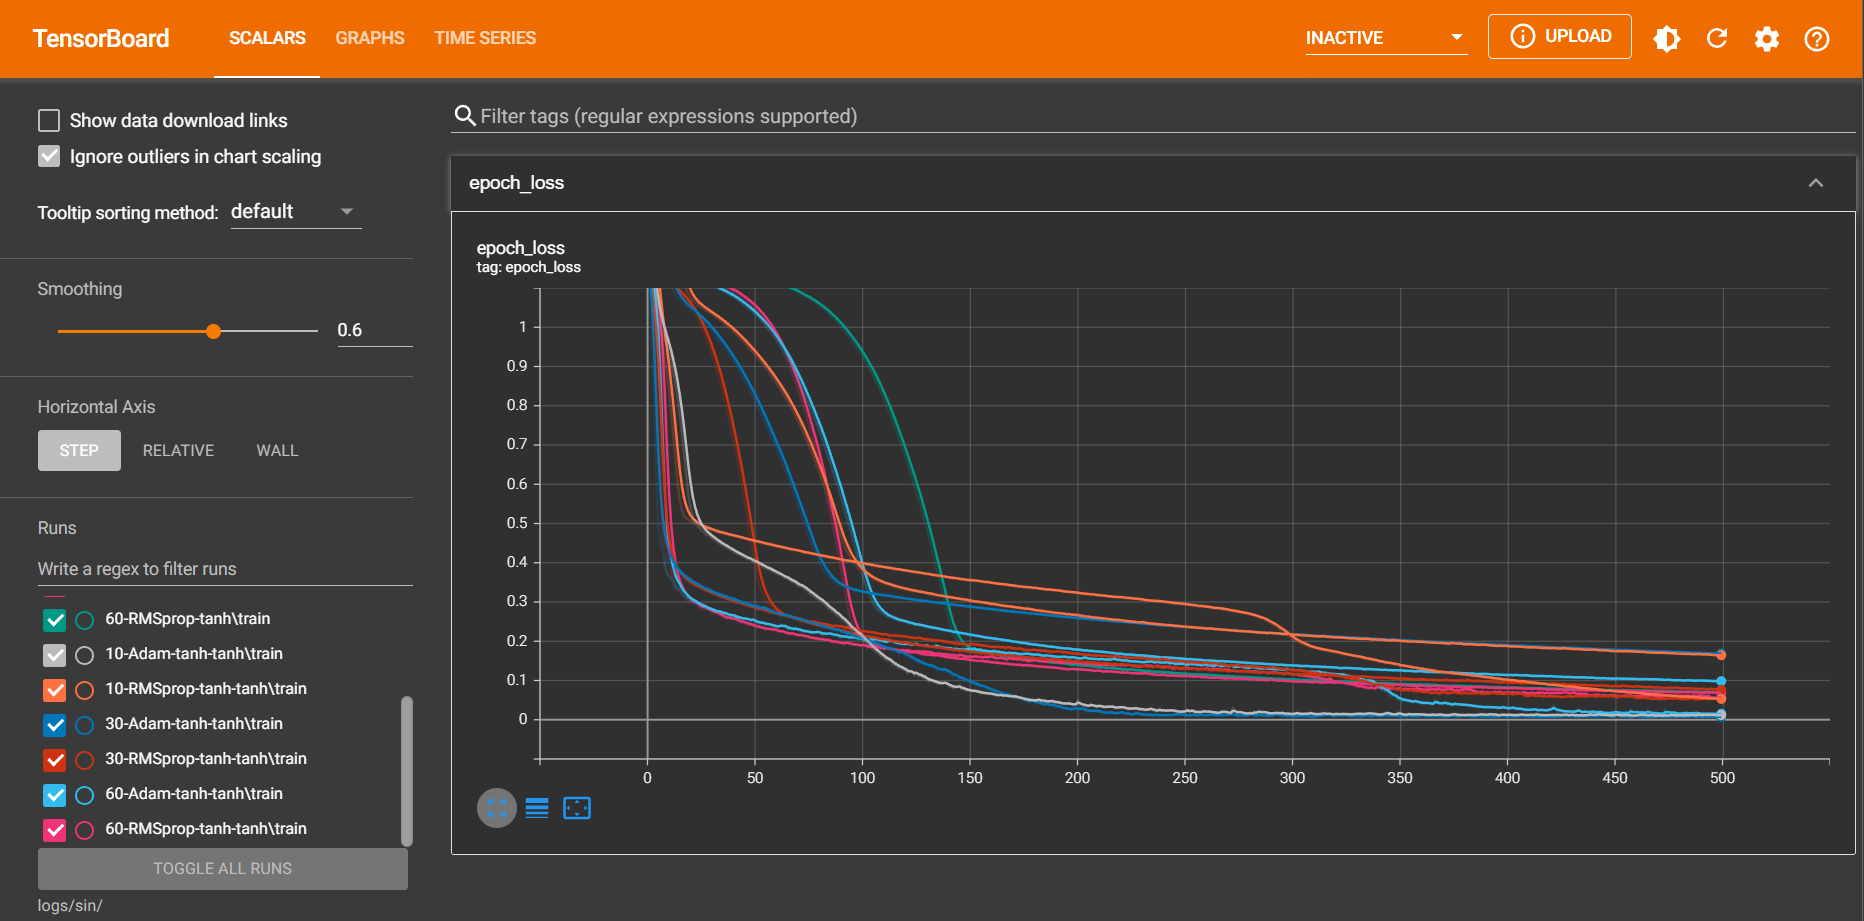 TensorBoard SCALARS GRAPHS TIME SERIES INACTIVE UPLOAD
Show data download links
Ignore outliers in chart scaling
Tooltip sorting method: default
Smoothing
0.6
Horizontal Axis
STEP RELATIVE WALL
Runs
Write a regex to filter runs
60-RMSprop-tanh\train
10-Adam-tanh-tanh\train
10-RMSprop-tanh-tanh\train
30-Adam-tanh-tanh\train
30-RMSprop-tanh-tanh\train
60-Adam-tanh-tanh\train
60-RMSprop-tanh-tanh\train
TOGGLE ALL RUNS
logs/sin/
Filter tags (regular expressions supported)
epoch_loss
epoch_loss
tag: epoch_loss
1
0.9
0.8
0.7
0.6
0.5
0.4
0.3
0.2
0.1
0
0 50 100 150 200 250 300 350 400 450 500